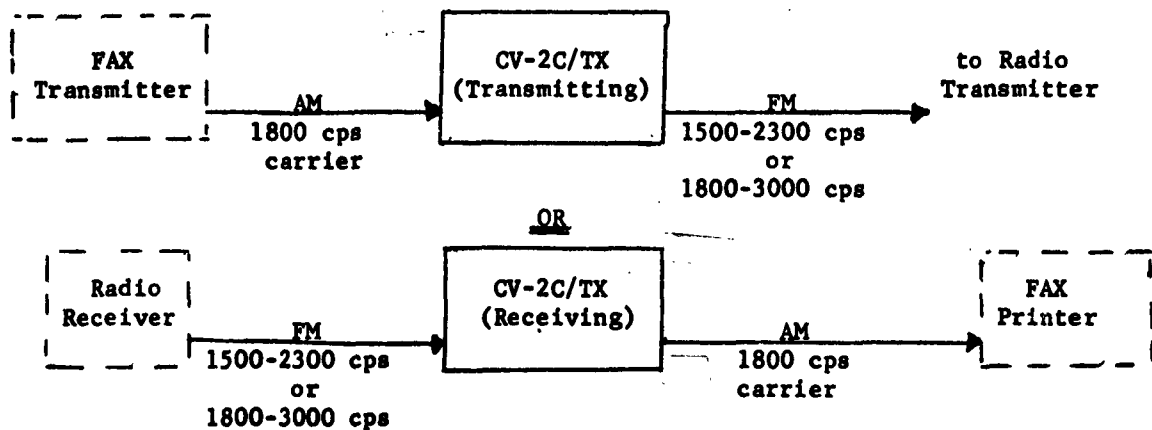 FAX
Transmitter
AM
1800 cps
carrier
CV-2C/TX
(Transmitting)
FM
1500-2300 cps
or
1800-3000 cps
to Radio
Transmitter
OR
Radio
Receiver
FM
1500-2300 cps
or
1800-3000 cps
CV-2C/TX
(Receiving)
AM
1800 cps
carrier
FAX
Printer